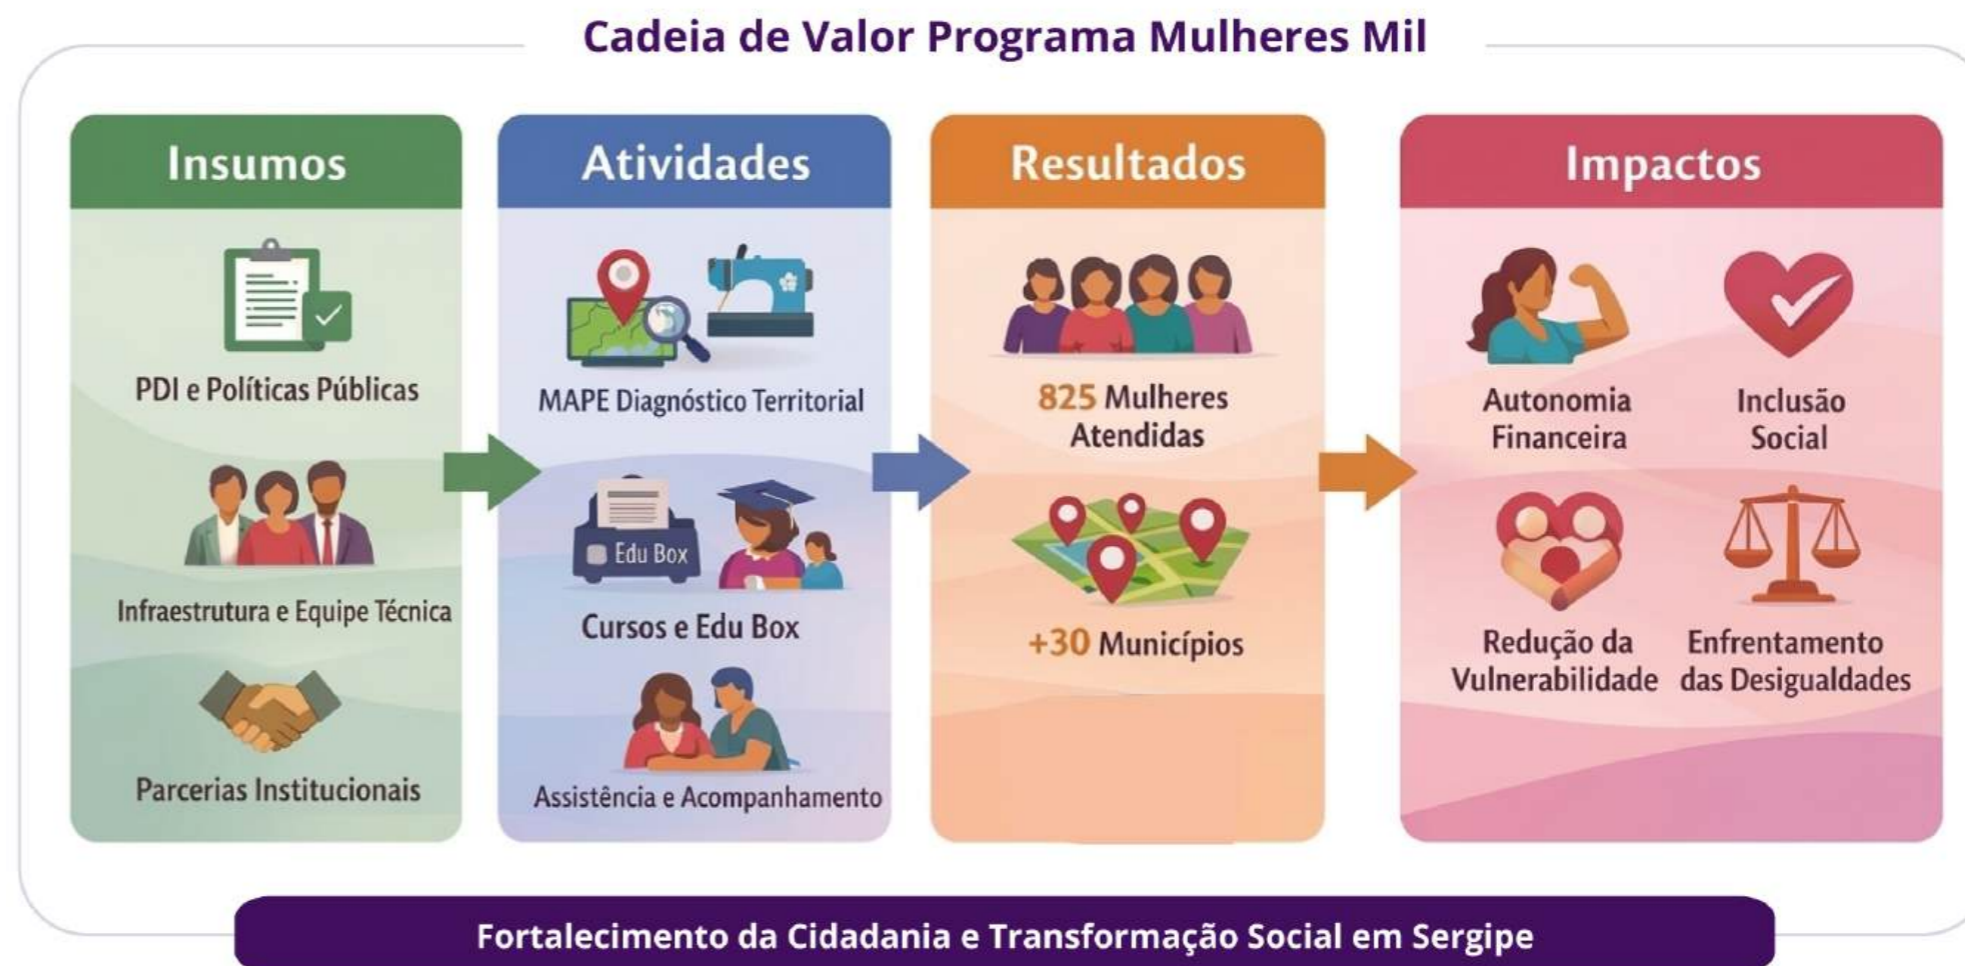 Cadeia de Valor Programa Mulheres Mil
Insumos
PDI e Políticas Públicas
Infraestrutura e Equipe Técnica
Parcerias Institucionais
Atividades
MAPE Diagnóstico Territorial
Edu Box
Cursos e Edu Box
Assistência e Acompanhamento
Resultados
825 Mulheres
Atendidas
+30 Municípios
Impactos
Autonomia
Financeira
Inclusão
Social
Redução da
Vulnerabilidade
Enfrentamento
das Desigualdades
Fortalecimento da Cidadania e Transformação Social em Sergipe